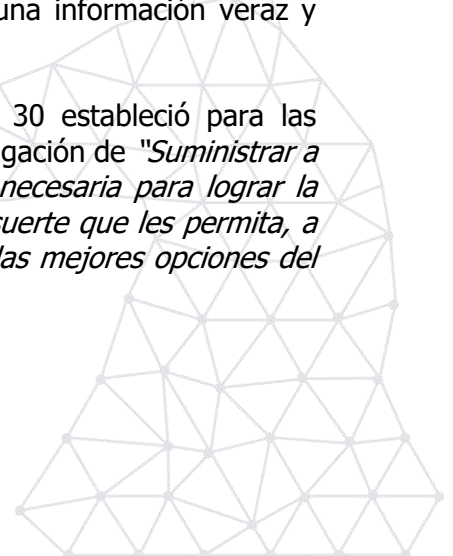 una información veraz y
30 estableció para las
gación de "Suministrar a
necesaria para lograr la
suerte que les permita, a
las mejores opciones del